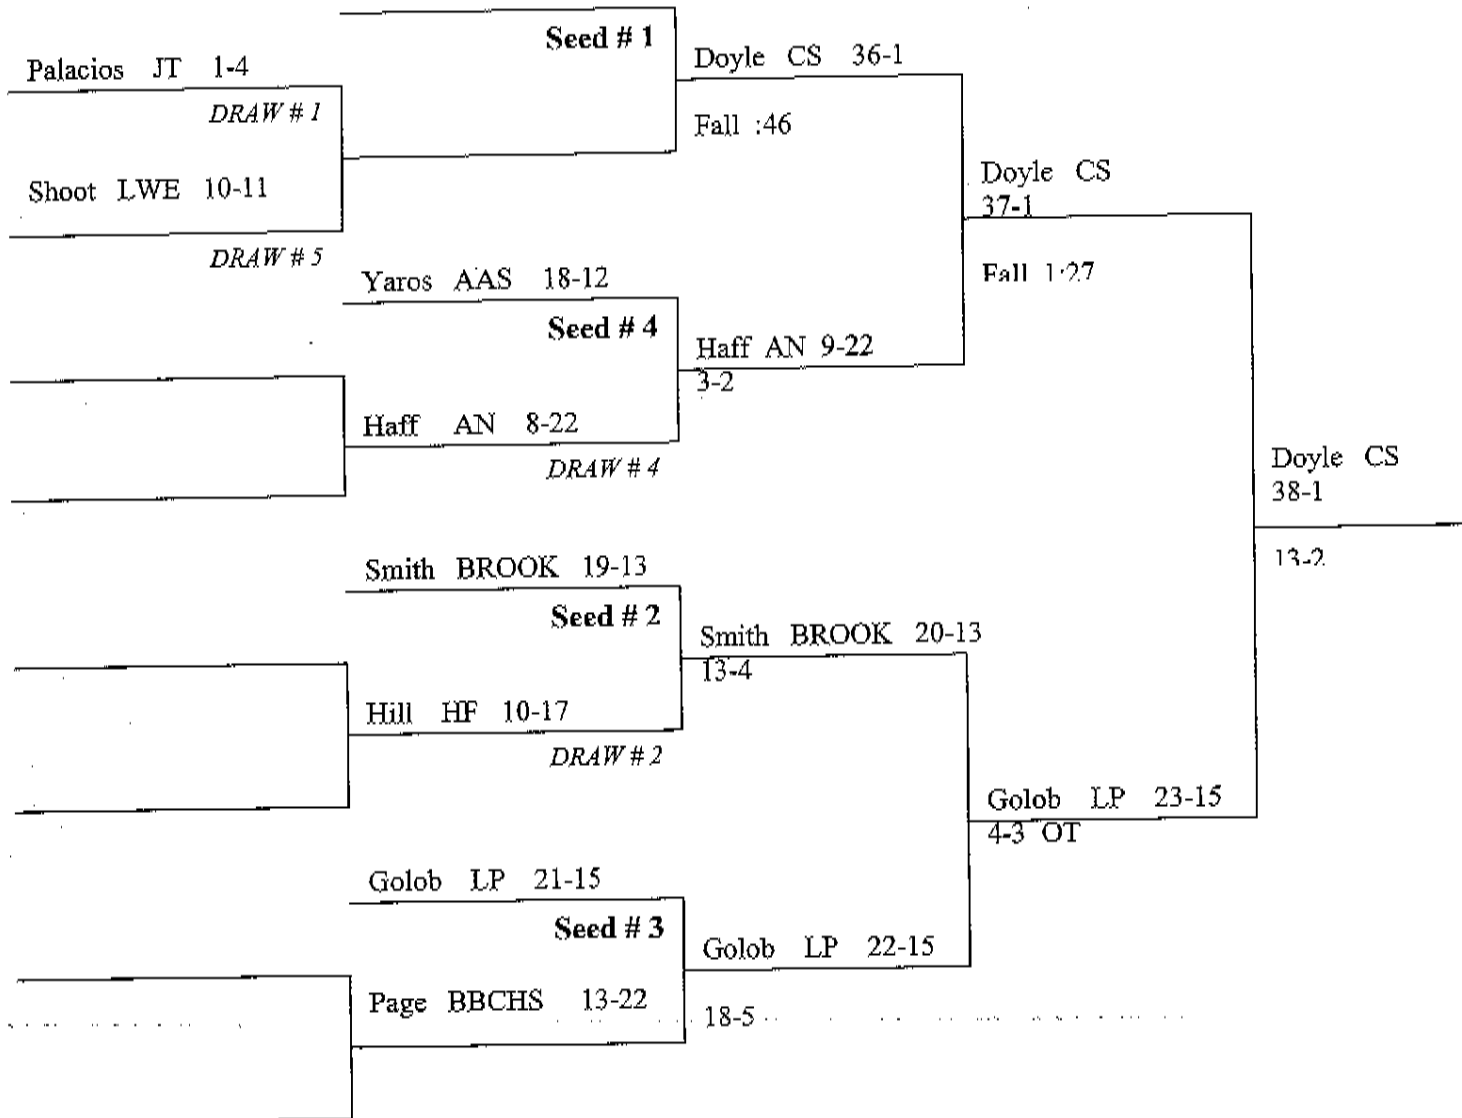 Seed # 1
Doyle CS 36-1
Palacios JT 1-4
DRAW # 1
Fall :46
Shoot LWE 10-11
Doyle CS
37-1
DRAW # 5
Yaros AAS 18-12
Fall 1:27
Seed # 4
Haff AN 9-22
3-2
Haff AN 8-22
DRAW # 4
Doyle CS
38-1
13-2
Smith BROOK 19-13
Seed # 2
Smith BROOK 20-13
13-4
Hill HF 10-17
DRAW # 2
Golob LP 23-15
4-3 OT
Golob LP 21-15
Seed # 3
Golob LP 22-15
Page BBCHS 13-22
18-5